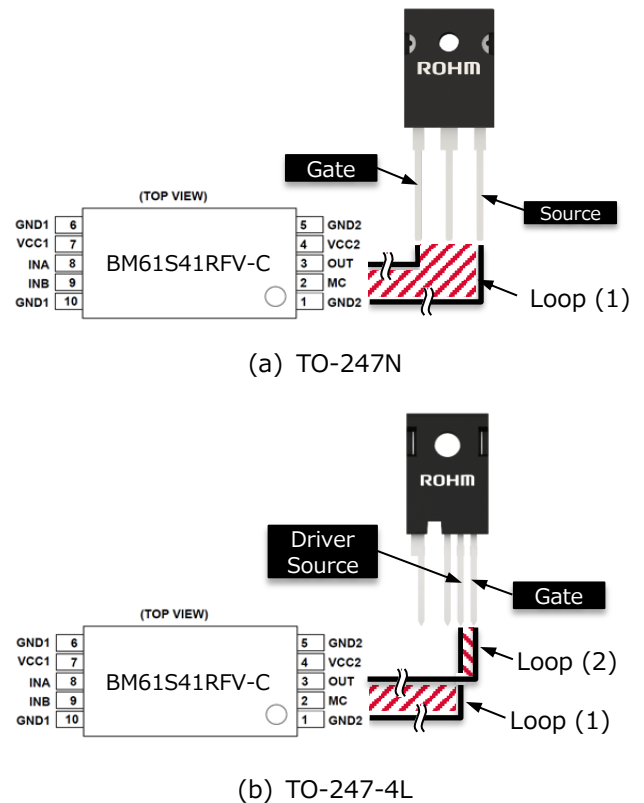 ROHM
Gate
Source
(TOP VIEW)
GND1 6
VCC1 7
INA 8
INB 9
GND1 10
BM61S41RFV-C
5 GND2
4 VCC2
3 OUT
2 MC
1 GND2
Loop (1)
(a) TO-247N
ROHM
Driver
Source
Gate
(TOP VIEW)
GND1 6
VCC1 7
INA 8
INB 9
GND1 10
BM61S41RFV-C
5 GND2
4 VCC2
3 OUT
2 MC
1 GND2
Loop (2)
Loop (1)
(b) TO-247-4L